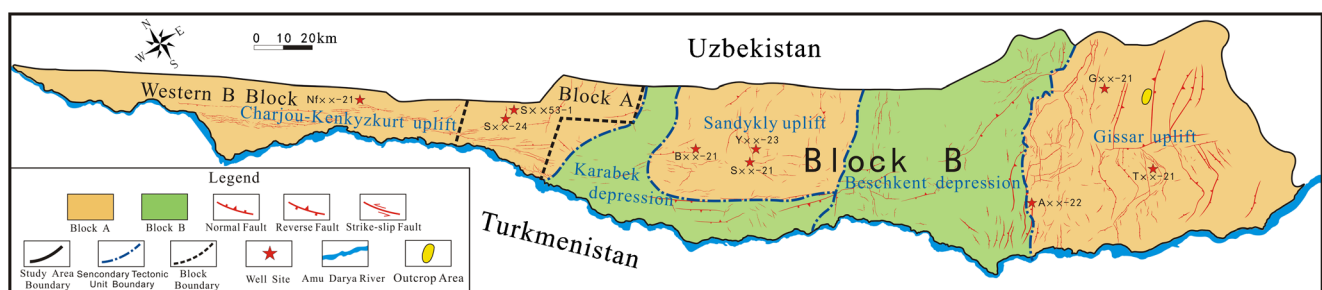 N
E
W
S
0 10 20km
Uzbekistan
Western B Block
Nf××-21
Charjou-Kenkyzkurt uplift
S××53-1
S××-24
Block A
Karabek
depression
Sandykly uplift
Y××-23
B××-21
S××-21
Block B
Beschkent depression
G××-21
Gissar uplift
T××-21
A××-22
Turkmenistan
Legend
Block A
Block B
Normal Fault
Reverse Fault
Strike-slip Fault
Study Area
Boundary
Sencondary Tectonic
Unit Boundary
Block
Boundary
Well Site
Amu Darya River
Outcrop Area